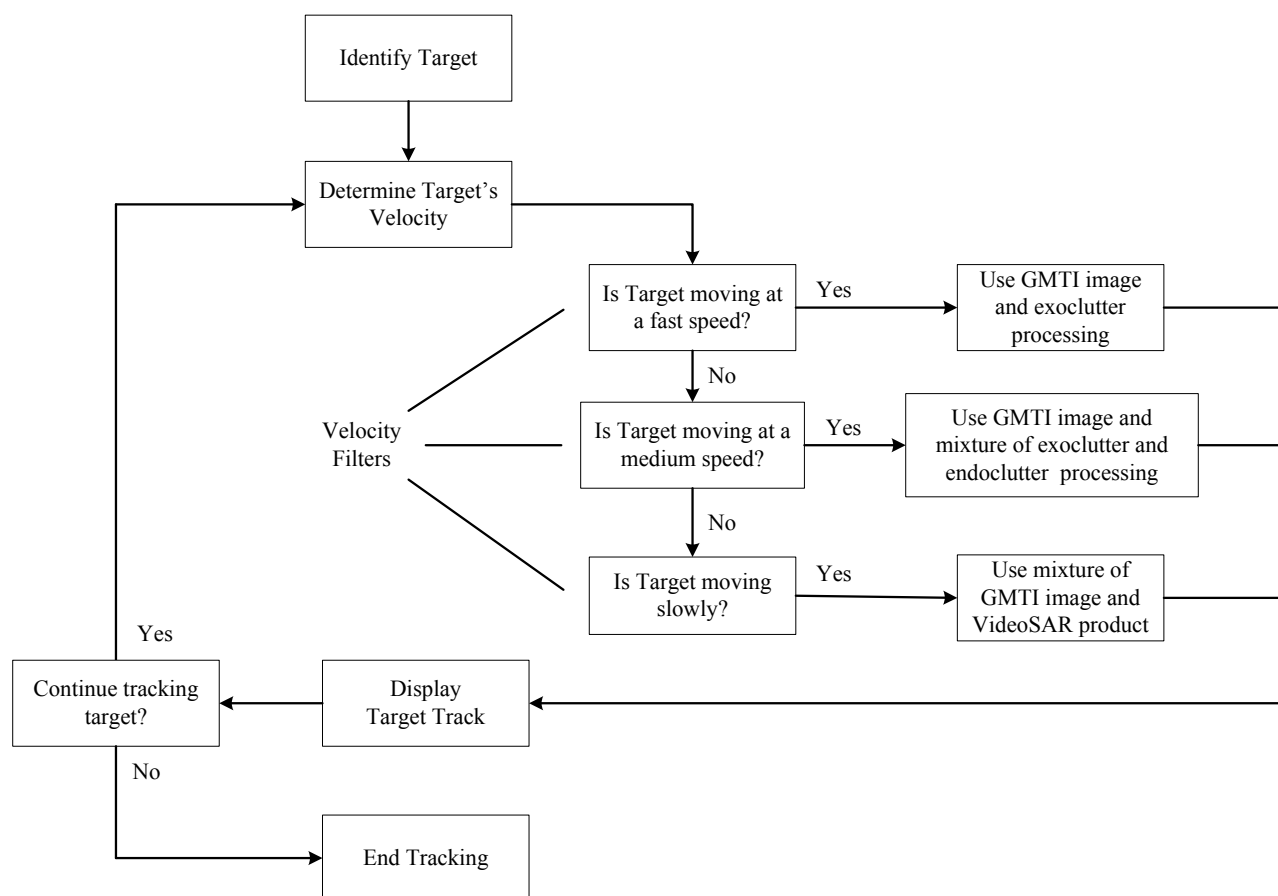 Identify Target
Determine Target’s
Velocity
Is Target moving at
a fast speed?
Yes
Use GMTI image
and exoclutter
processing
No
Velocity
Filters
Is Target moving at a
medium speed?
Yes
Use GMTI image and
mixture of exoclutter and
endoclutter processing
No
Is Target moving
slowly?
Yes
Use mixture of
GMTI image and
VideoSAR product
Yes
Continue tracking
target?
Display
Target Track
No
End Tracking